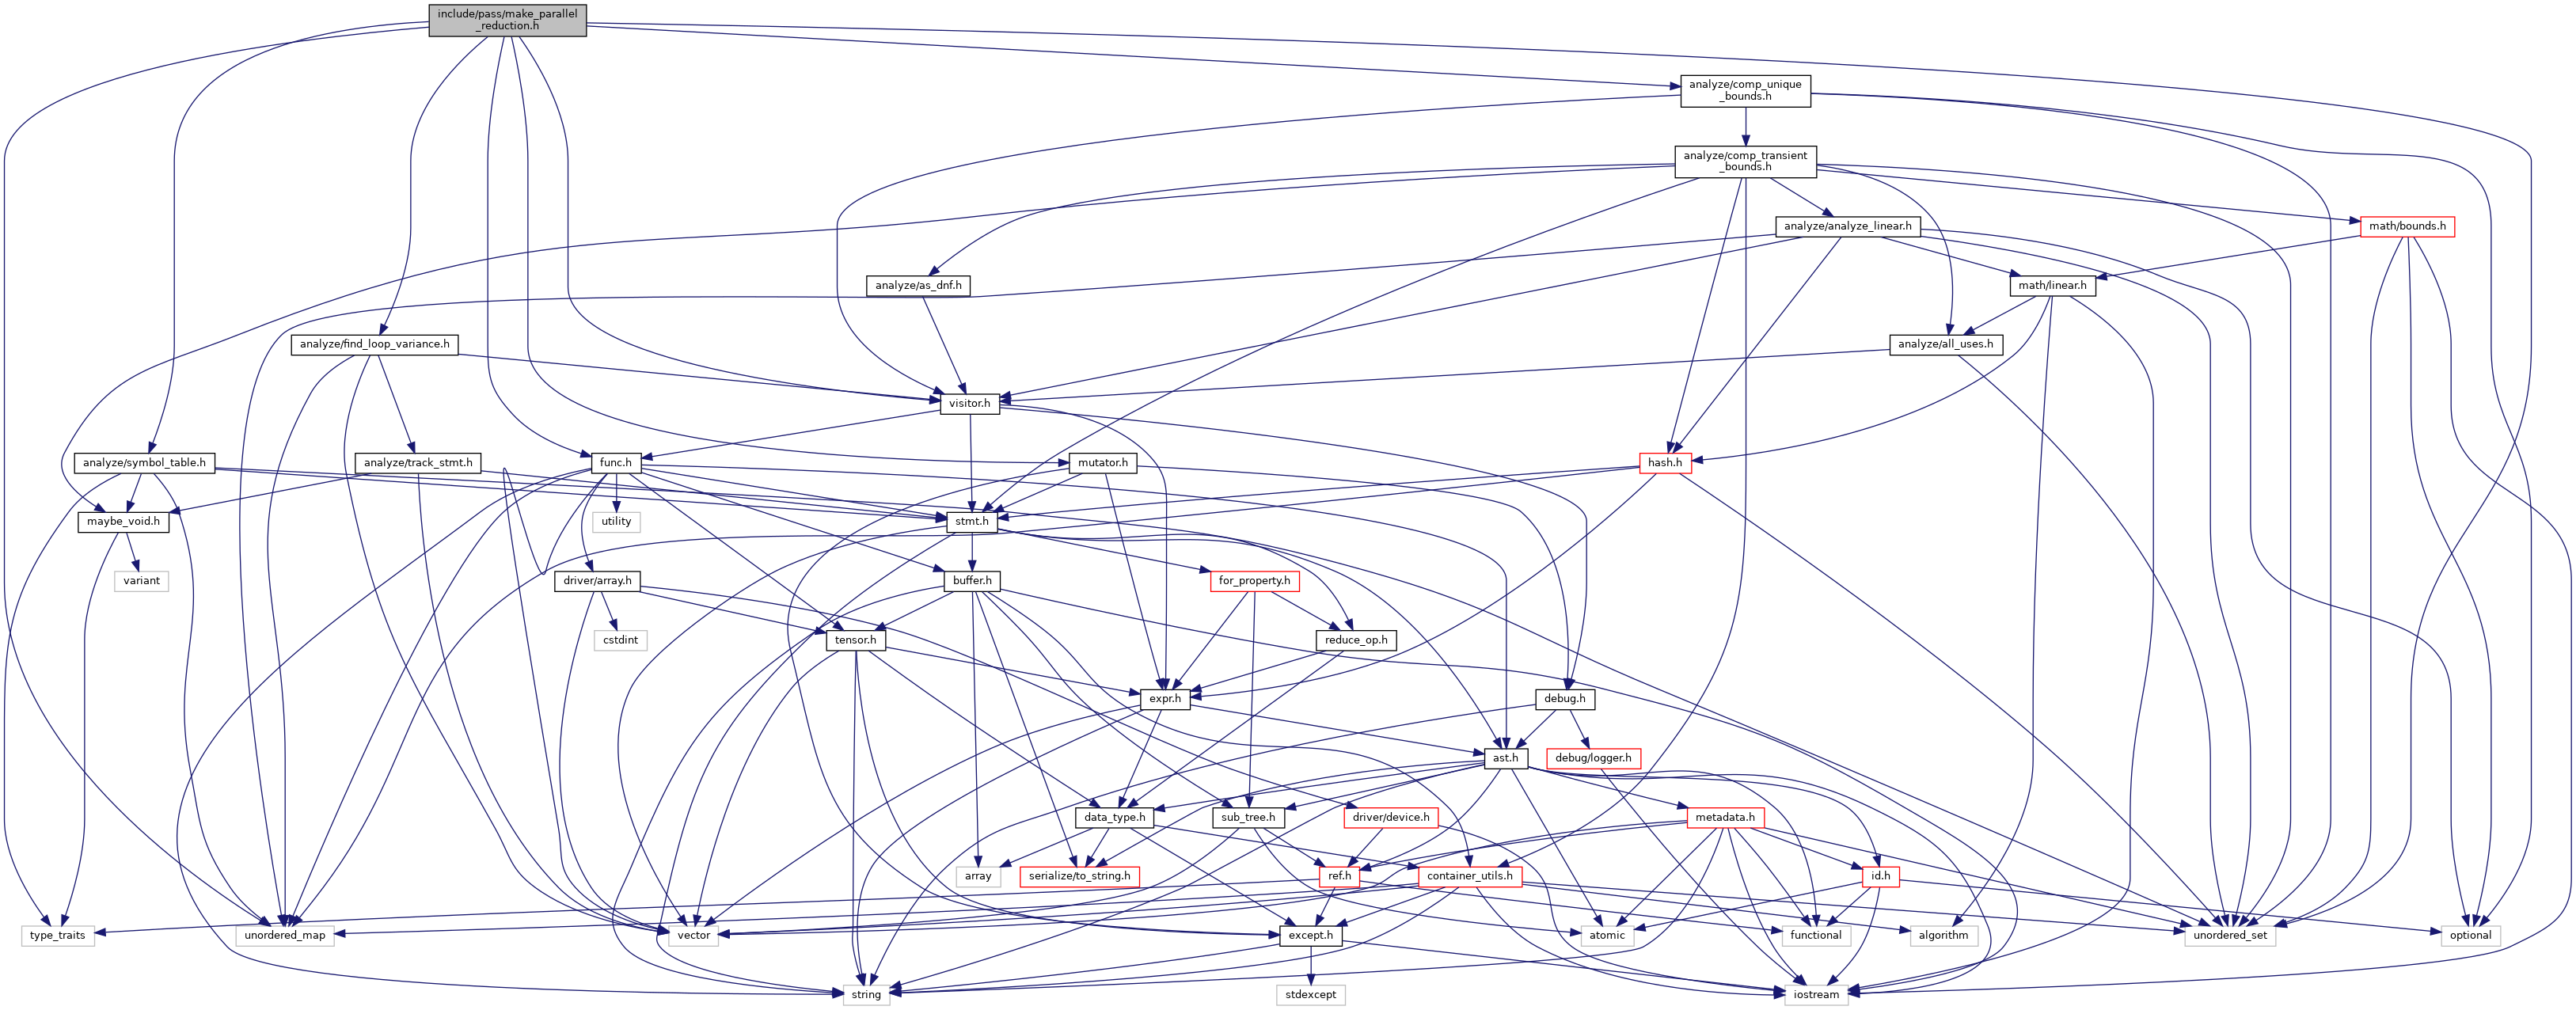 include/pass/make_parallel
_reduction.h
analyze/comp_unique
_bounds.h
analyze/comp_transient
_bounds.h
analyze/analyze_linear.h
math/bounds.h
analyze/as_dnf.h
math/linear.h
analyze/find_loop_variance.h
analyze/all_uses.h
visitor.h
analyze/symbol_table.h
analyze/track_stmt.h
func.h
mutator.h
hash.h
maybe_void.h
utility
stmt.h
variant
driver/array.h
buffer.h
for_property.h
cstdint
tensor.h
reduce_op.h
expr.h
debug.h
ast.h
debug/logger.h
data_type.h
sub_tree.h
driver/device.h
metadata.h
array
serialize/to_string.h
ref.h
container_utils.h
id.h
type_traits
unordered_map
vector
except.h
atomic
functional
algorithm
unordered_set
optional
string
stdexcept
iostream